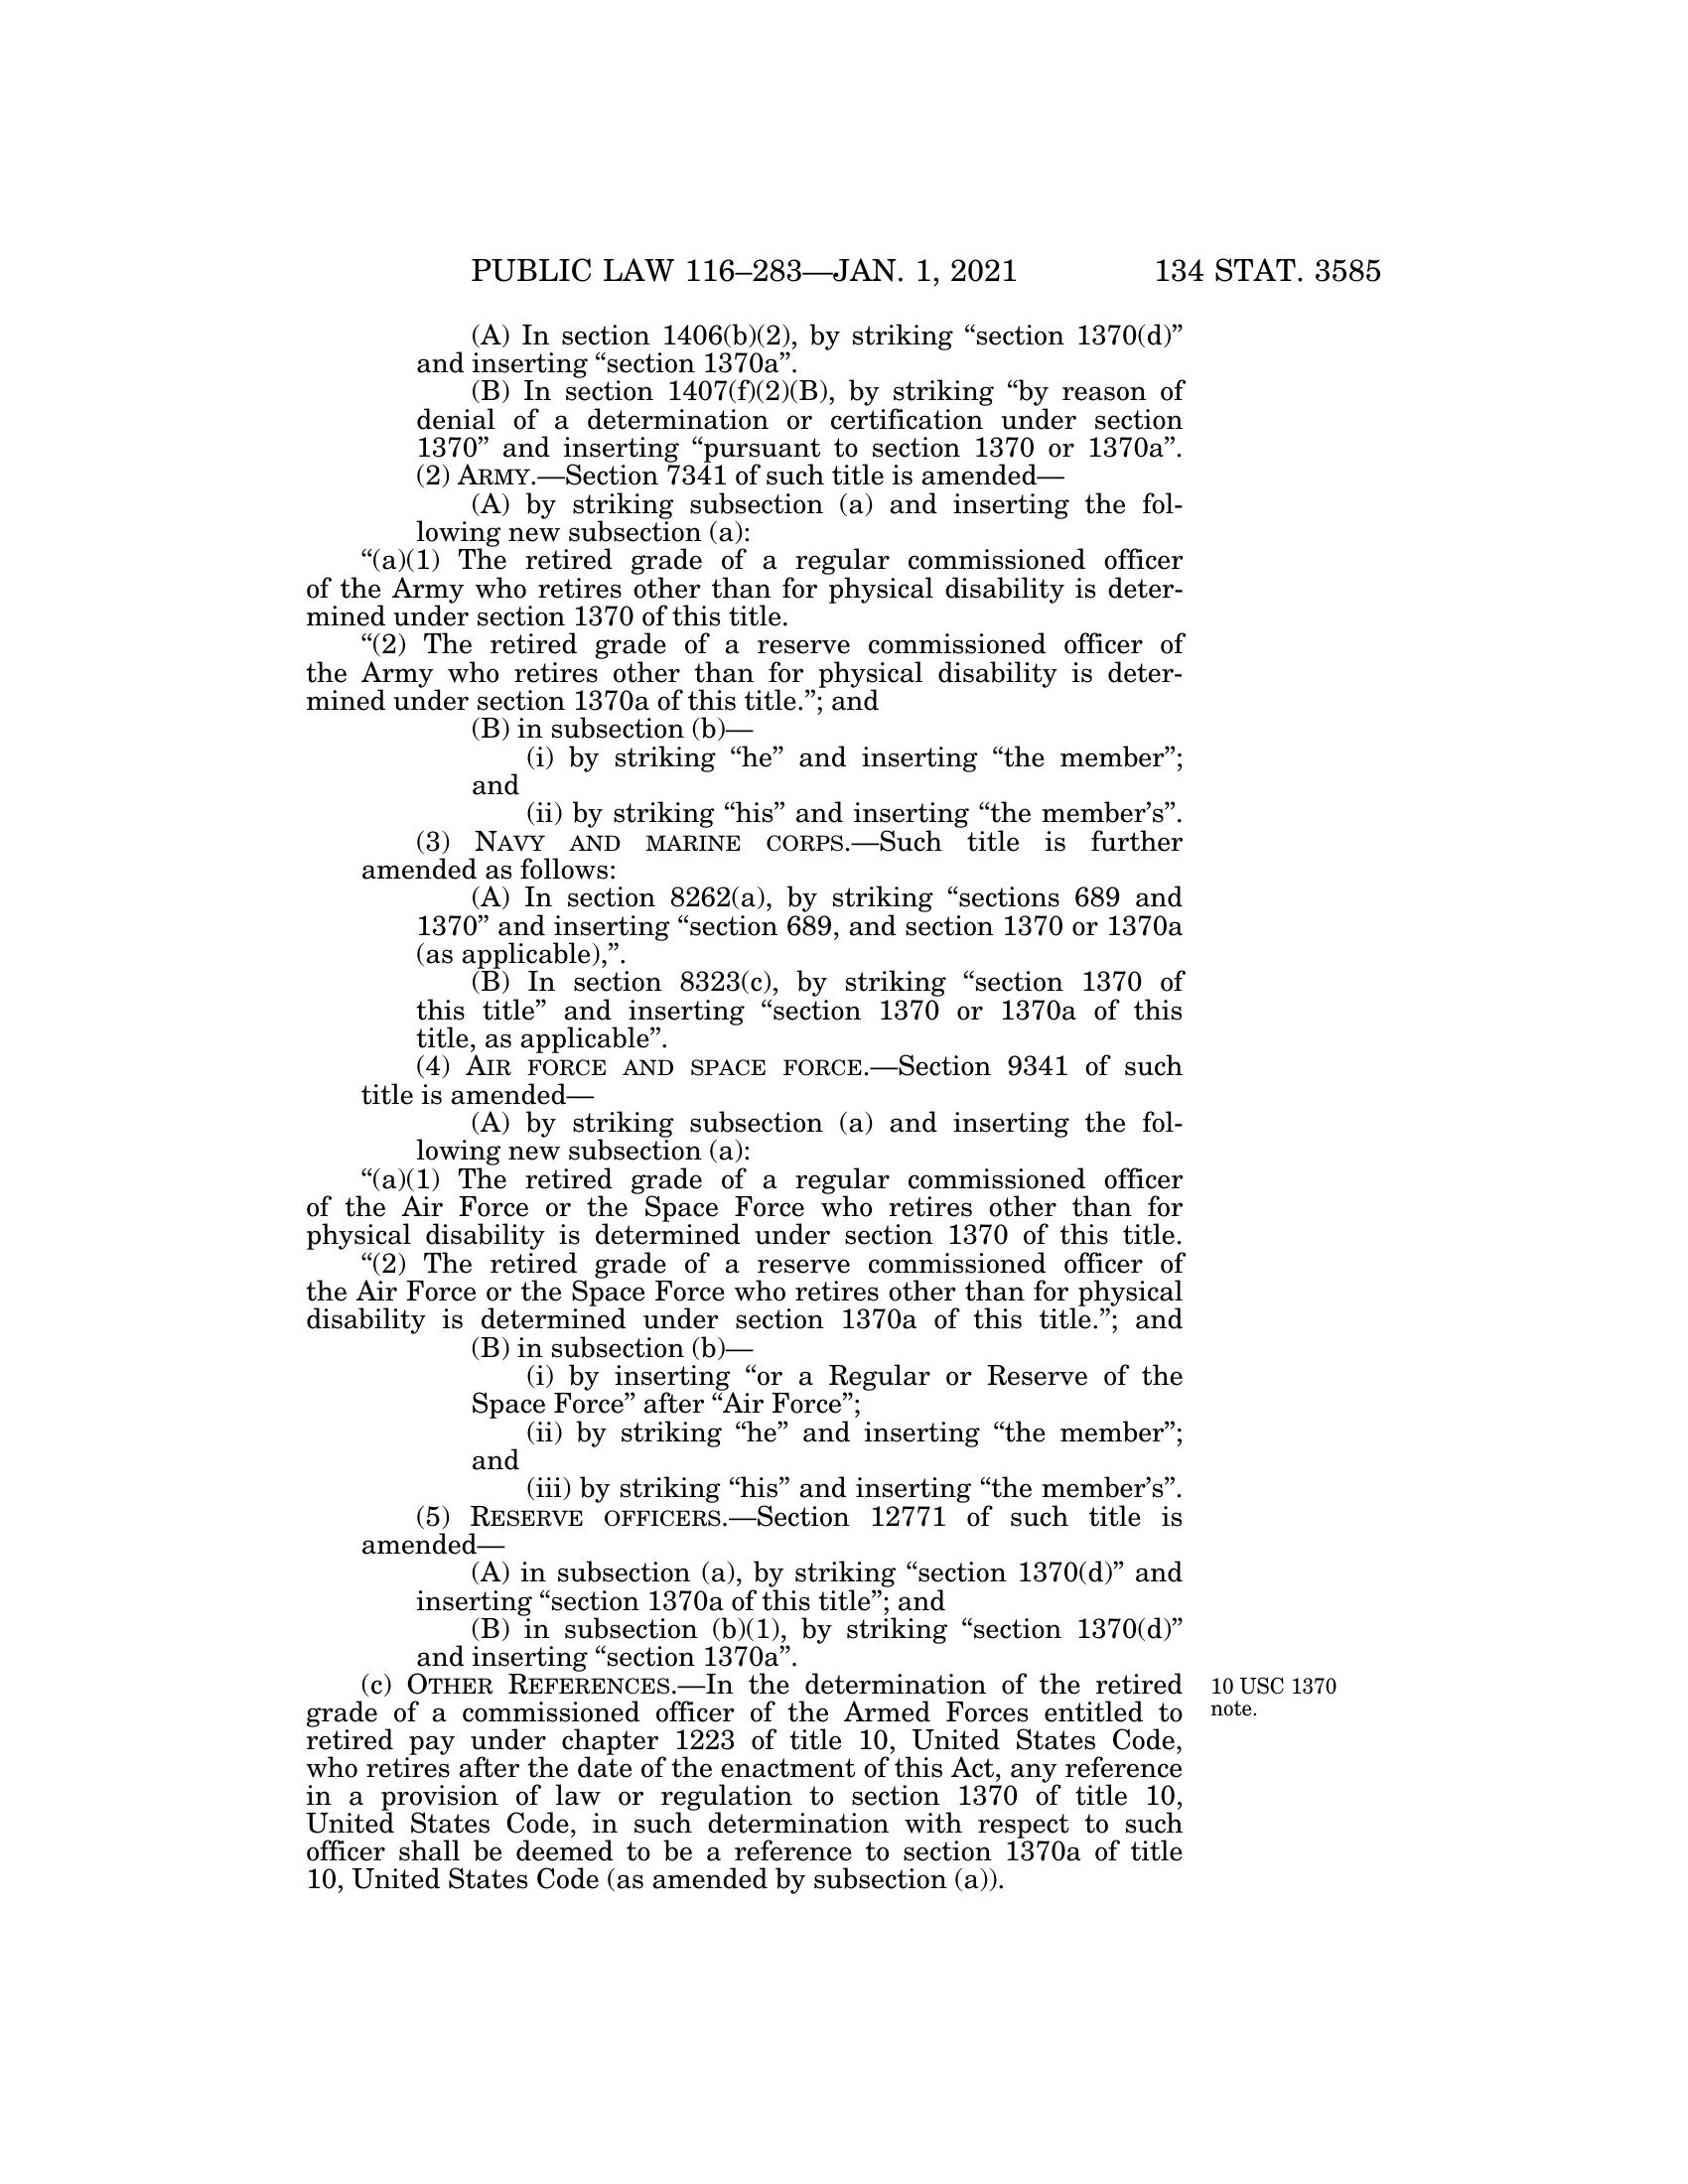 PUBLIC LAW 116–283—JAN. 1, 2021 134 STAT. 3585
(A) In section 1406(b)(2), by striking “section 1370(d)”
and inserting “section 1370a”.
(B) In section 1407(f)(2)(B), by striking “by reason of
denial of a determination or certification under section
1370” and inserting “pursuant to section 1370 or 1370a”.
(2) ARMY.—Section 7341 of such title is amended—
(A) by striking subsection (a) and inserting the fol-
lowing new subsection (a):
“(a)(1) The retired grade of a regular commissioned officer
of the Army who retires other than for physical disability is deter-
mined under section 1370 of this title.
“(2) The retired grade of a reserve commissioned officer of
the Army who retires other than for physical disability is deter-
mined under section 1370a of this title.”; and
(B) in subsection (b)—
(i) by striking “he” and inserting “the member”;
and
(ii) by striking “his” and inserting “the member’s”.
(3) NAVY AND MARINE CORPS.—Such title is further
amended as follows:
(A) In section 8262(a), by striking “sections 689 and
1370” and inserting “section 689, and section 1370 or 1370a
(as applicable),”.
(B) In section 8323(c), by striking “section 1370 of
this title” and inserting “section 1370 or 1370a of this
title, as applicable”.
(4) AIR FORCE AND SPACE FORCE.—Section 9341 of such
title is amended—
(A) by striking subsection (a) and inserting the fol-
lowing new subsection (a):
“(a)(1) The retired grade of a regular commissioned officer
of the Air Force or the Space Force who retires other than for
physical disability is determined under section 1370 of this title.
“(2) The retired grade of a reserve commissioned officer of
the Air Force or the Space Force who retires other than for physical
disability is determined under section 1370a of this title.”; and
(B) in subsection (b)—
(i) by inserting “or a Regular or Reserve of the
Space Force” after “Air Force”;
(ii) by striking “he” and inserting “the member”;
and
(iii) by striking “his” and inserting “the member’s”.
(5) RESERVE OFFICERS.—Section 12771 of such title is
amended—
(A) in subsection (a), by striking “section 1370(d)” and
inserting “section 1370a of this title”; and
(B) in subsection (b)(1), by striking “section 1370(d)”
and inserting “section 1370a”.
(c) OTHER REFERENCES.—In the determination of the retired
grade of a commissioned officer of the Armed Forces entitled to
retired pay under chapter 1223 of title 10, United States Code,
who retires after the date of the enactment of this Act, any reference
in a provision of law or regulation to section 1370 of title 10,
United States Code, in such determination with respect to such
officer shall be deemed to be a reference to section 1370a of title
10, United States Code (as amended by subsection (a)).
10 USC 1370
note.